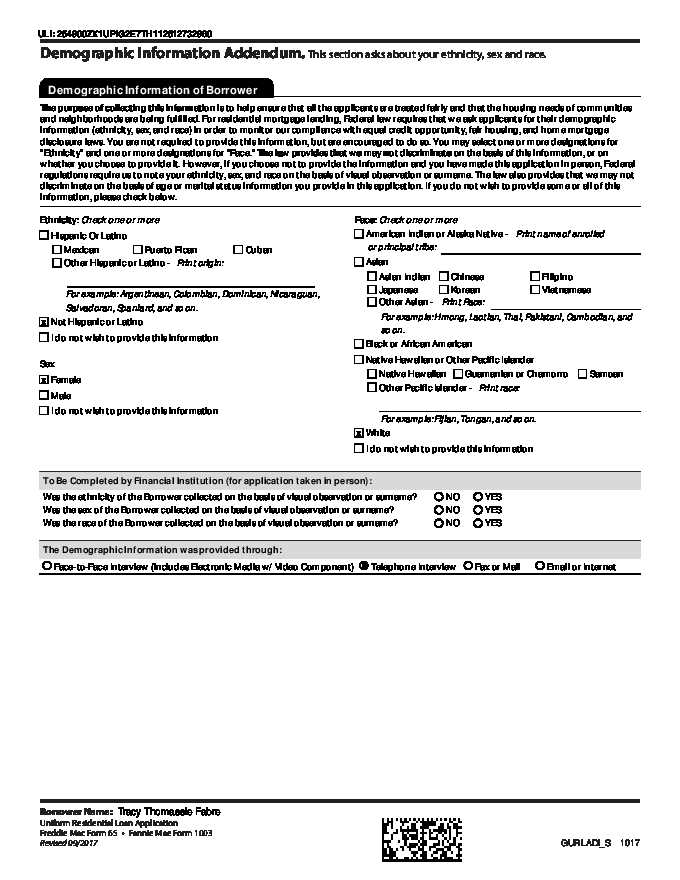 ULI: 254900ZX1UPK32E7TH112612732960
Demographic Information Addendum. This section asks about your ethnicity, sex and race.
Demographic Information of Borrower
The purpose of collecting this information is to help ensure that all the applicants are treated fairly and that the housing needs of communities
and neighborhoods are being fulfilled. For residential mortgage lending, Federal law requires that we ask applicants for their demographic
information (ethnicity, sex, and race) in order to monitor our compliance with equal credit opportunity, fair housing, and home mortgage
disclosure laws. You are not required to provide this information, but are encouraged to do so. You may select one or more designations for
"Ethnicity" and one or more designations for "Race." The law provides that we may not discriminate on the basis of this information, or on
whether you choose to provide it. However, if you choose not to provide the information and you have made this application in person, Federal
regulations require us to note your ethnicity, sex, and race on the basis of visual observation or surname. The law also provides that we may not
discriminate on the basis of age or marital status information you provide in this application. If you do not wish to provide some or all of this
information, please check below.
Ethnicity: Check one or more
Hispanic Or Latino
Mexican Puerto Rican Cuban
Other Hispanic or Latino - Print origin:
For example: Argentinean, Colombian, Dominican, Nicaraguan,
Salvadoran, Spaniard, and so on.
x Not Hispanic or Latino
I do not wish to provide this information
Sex
x Female
Male
I do not wish to provide this information
Race: Check one or more
American Indian or Alaska Native - Print name of enrolled
or principal tribe:
Asian
Asian Indian Chinese Filipino
Japanese Korean Vietnamese
Other Asian - Print Race:
For example: Hmong, Laotian, Thai, Pakistani, Cambodian, and
so on.
Black or African American
Native Hawaiian or Other Pacific Islander
Native Hawaiian Guamanian or Chamorro Samoan
Other Pacific Islander - Print race:
For example: Fijian, Tongan, and so on.
x White
I do not wish to provide this information
To Be Completed by Financial Institution (for application taken in person):
Was the ethnicity of the Borrower collected on the basis of visual observation or surname? NO YES
Was the sex of the Borrower collected on the basis of visual observation or surname? NO YES
Was the race of the Borrower collected on the basis of visual observation or surname? NO YES
The Demographic Information was provided through:
Face-to-Face Interview (includes Electronic Media w/ Video Component) Telephone Interview Fax or Mail Email or Internet
Borrower Name: Tracy Thomassie Fabre
Uniform Residential Loan Application
Freddie Mac Form 65 • Fannie Mae Form 1003
Revised 09/2017
GURLADI_S 1017